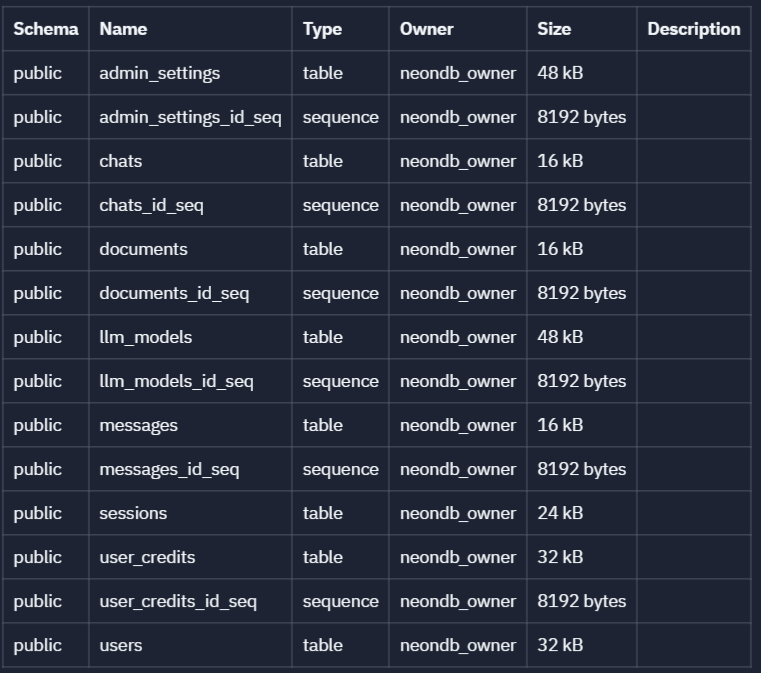 Schema Name Type Owner Size Description
public admin_settings table neondb_owner 48 kB
public admin_settings_id_seq sequence neondb_owner 8192 bytes
public chats table neondb_owner 16 kB
public chats_id_seq sequence neondb_owner 8192 bytes
public documents table neondb_owner 16 kB
public documents_id_seq sequence neondb_owner 8192 bytes
public llm_models table neondb_owner 48 kB
public llm_models_id_seq sequence neondb_owner 8192 bytes
public messages table neondb_owner 16 kB
public messages_id_seq sequence neondb_owner 8192 bytes
public sessions table neondb_owner 24 kB
public user_credits table neondb_owner 32 kB
public user_credits_id_seq sequence neondb_owner 8192 bytes
public users table neondb_owner 32 kB